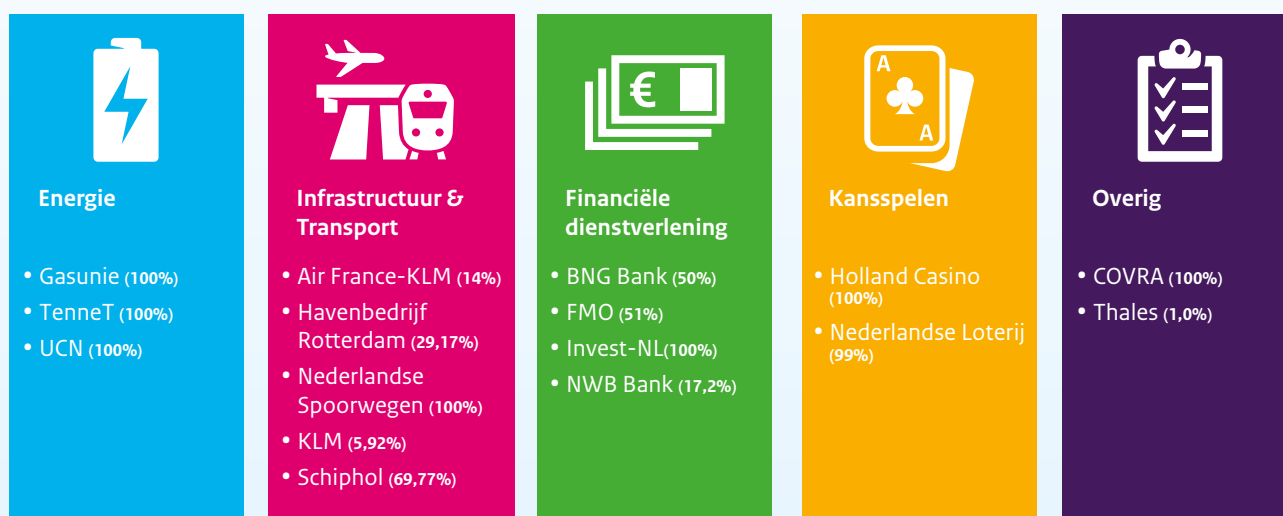 Energie
• Gasunie (100%)
• TenneT (100%)
• UCN (100%)
Infrastructuur &
Transport
• Air France-KLM (14%)
• Havenbedrijf
Rotterdam (29,17%)
• Nederlandse
Spoorwegen (100%)
• KLM (5,92%)
• Schiphol (69,77%)
€
Financiële
dienstverlening
• BNG Bank (50%)
• FMO (51%)
• Invest-NL(100%)
• NWB Bank (17,2%)
A
A
Kansspelen
• Holland Casino
(100%)
• Nederlandse Loterij
(99%)
Overig
• COVRA (100%)
• Thales (1,0%)